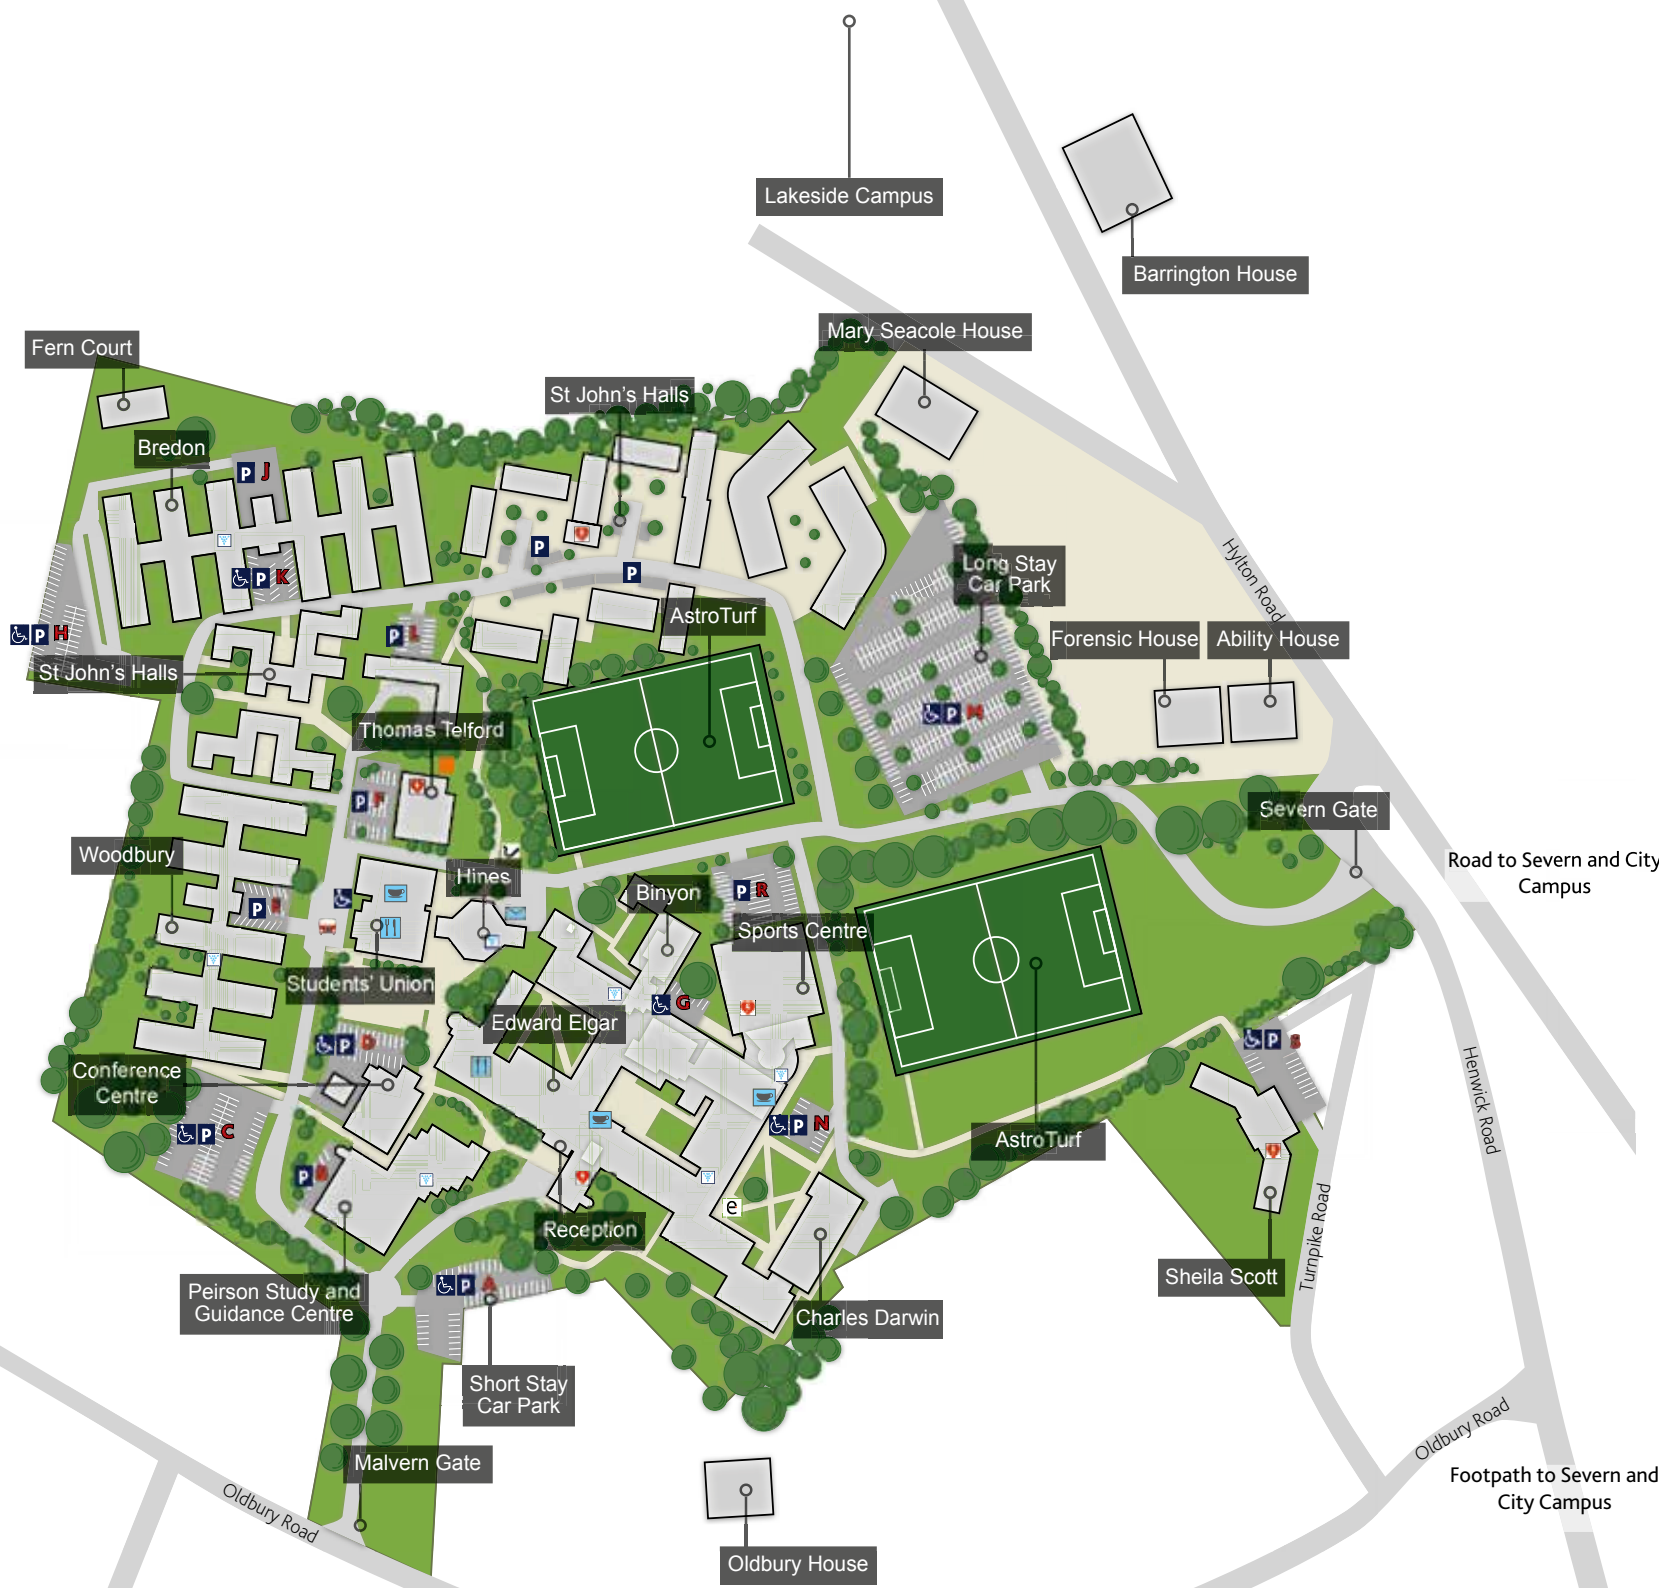 Lakeside Campus
Barrington House
Mary Seacole House
Fern Court
St John's Halls
Bredon
P J
P
P K
P
Long Stay
Car Park
Hylton Road
AstroTurf
P H
P L
Forensic House
Ability House
St John's Halls
P M
Thomas Telford
P F
Severn Gate
Woodbury
Road to Severn and City
Campus
Hines
Binyon
P R
P
Sports Centre
Students' Union
G
Edward Elgar
P D
P S
Conference
Centre
Henwick Road
P C
P N
AstroTurf
P
e
Reception
Turnpike Road
Sheila Scott
P A
Peirson Study and
Guidance Centre
Charles Darwin
Short Stay
Car Park
Malvern Gate
Oldbury Road
Oldbury Road
Footpath to Severn and
City Campus
Oldbury House